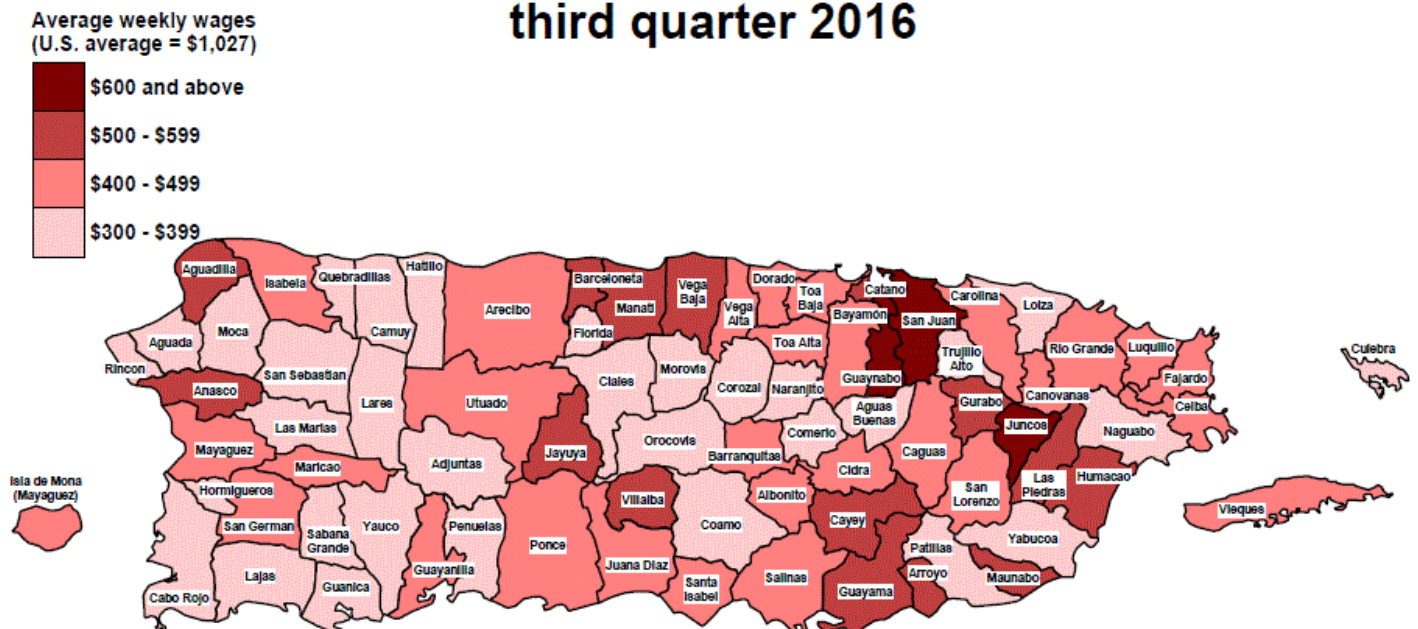 third quarter 2016
Average weekly wages
(U.S. average = $1,027)
$600 and above
$500 - $599
$400 - $499
$300 - $399
Aguadilla
Isabela
Quebradillas
Hatillo
Camuy
Arecibo
Barceloneta
Manati
Florida
Vega
Baja
Vega
Alta
Dorado
Toa
Baja
Toa Alta
Bayamón
Catano
San Juan
Guaynabo
Carolina
Trujillo
Alto
Loiza
Rio Grande
Luquillo
Fajardo
Ceiba
Culebra
Canovanas
Rincon
Aguada
Moca
San Sebastian
Lares
Anasco
Las Marias
Utuado
Jayuya
Ciales
Morovis
Corozal
Naranjito
Orocovis
Barranquitas
Comerio
Aguas
Buenas
Cidra
Caguas
Gurabo
Juncos
San
Lorenzo
Las
Piedras
Humacao
Naguabo
Mayaguez
Maricao
Adjuntas
Hormigueros
San German
Sabana
Grande
Yauco
Guayanilla
Penuelas
Ponce
Villalba
Juana Diaz
Coamo
Santa
Isabel
Aibonito
Salinas
Cayey
Guayama
Patillas
Arroyo
Yabucoa
Maunabo
Vieques
Cabo Rojo
Lajas
Guanica
Isla de Mona
(Mayaguez)